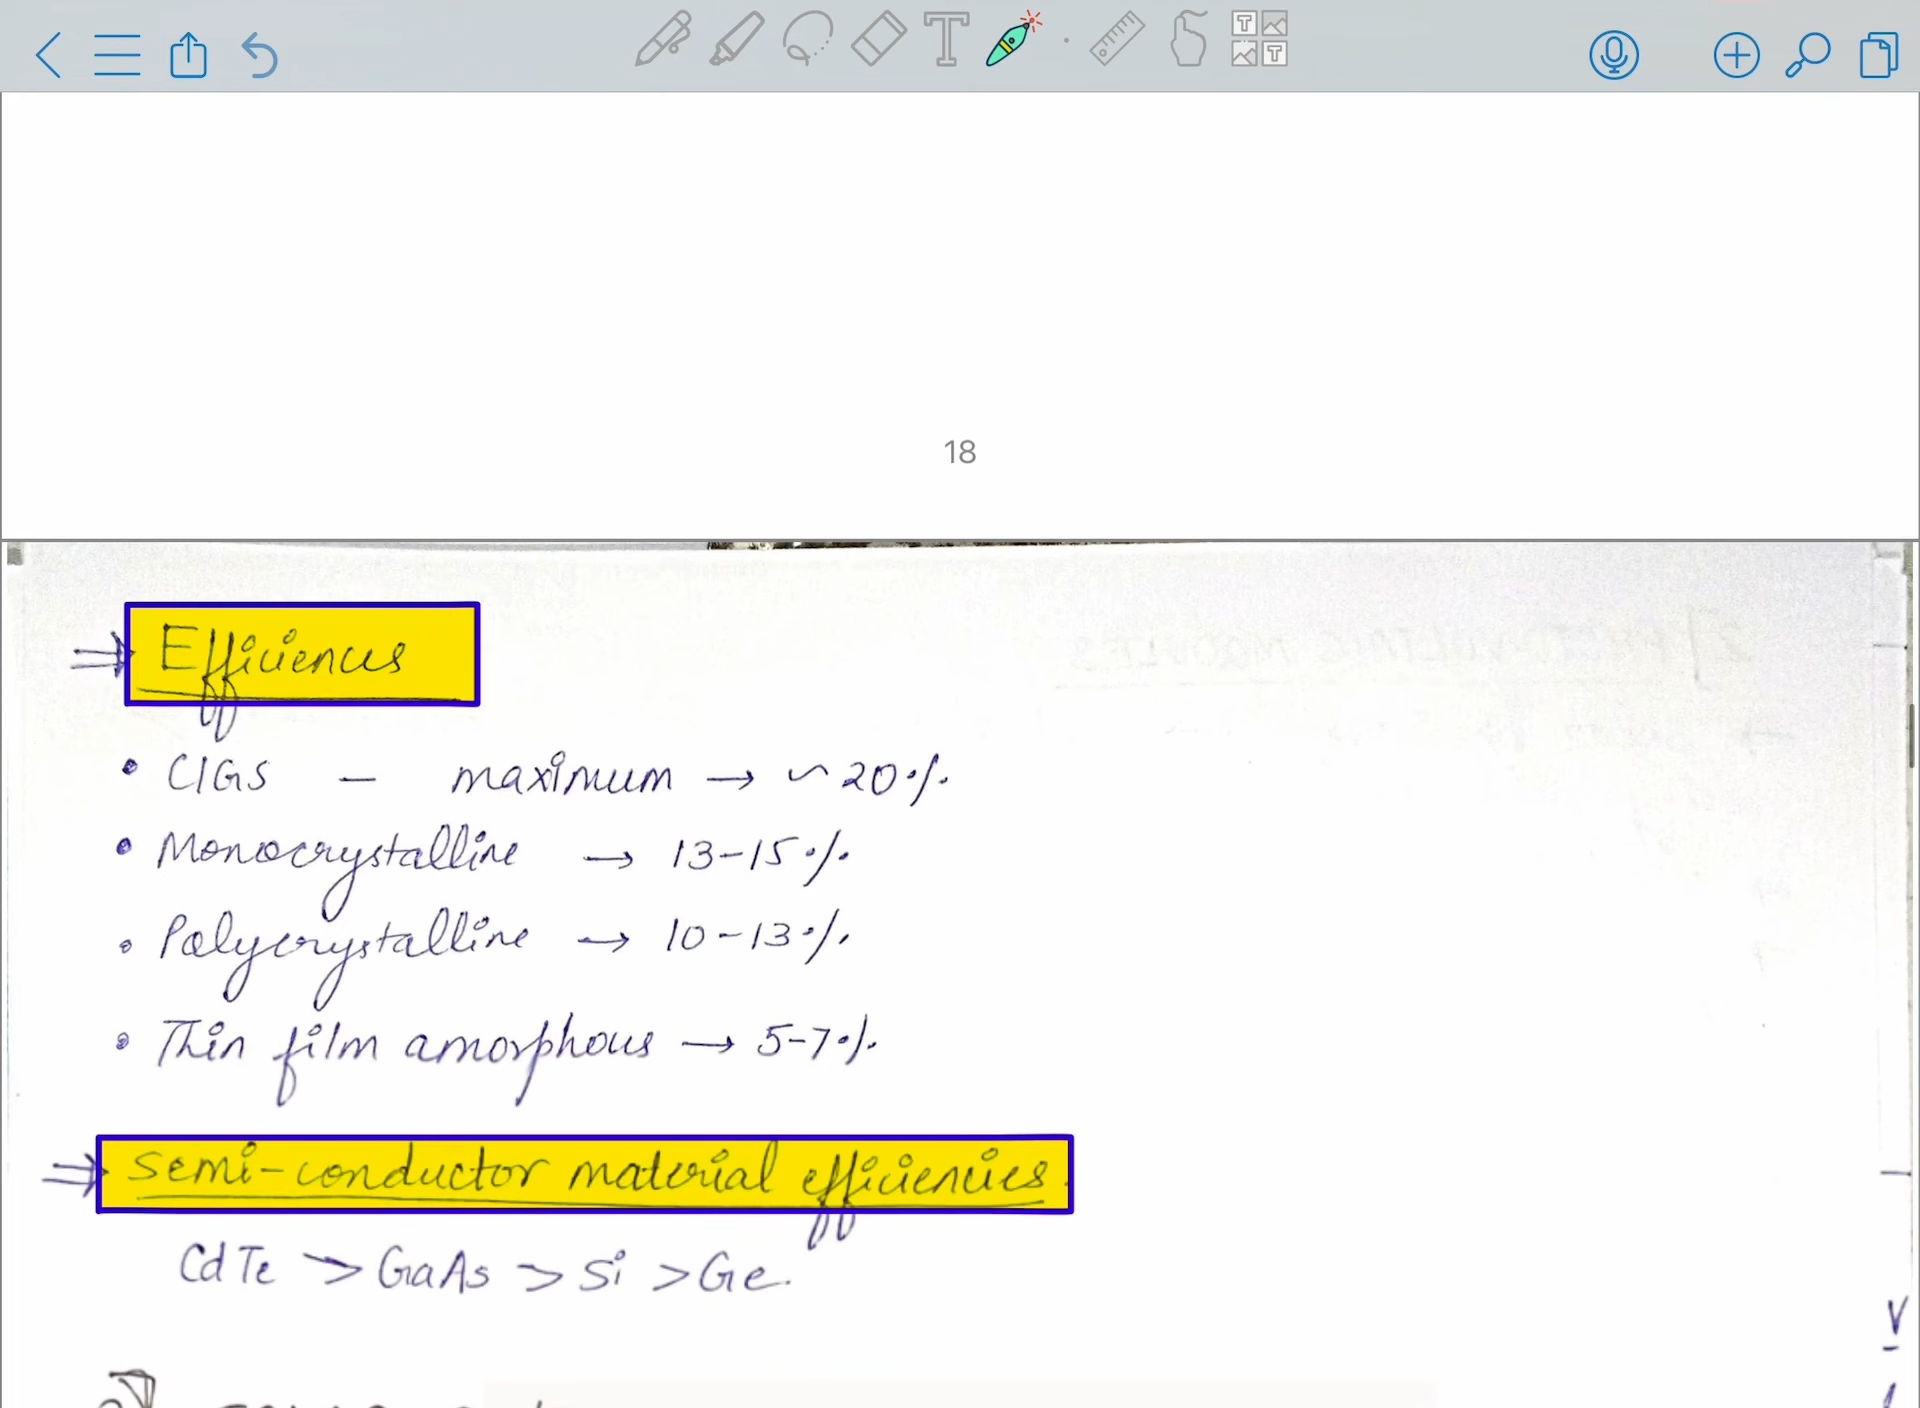 18
⇒ Efficiences
• CIGS - maximum → ~20%
• Monocrystalline → 13-15%
• Polycrystalline → 10-13%
• Thin film amorphous → 5-7%
⇒ Semi-conductor material efficiencies.
CdTe > GaAs > Si > Ge.